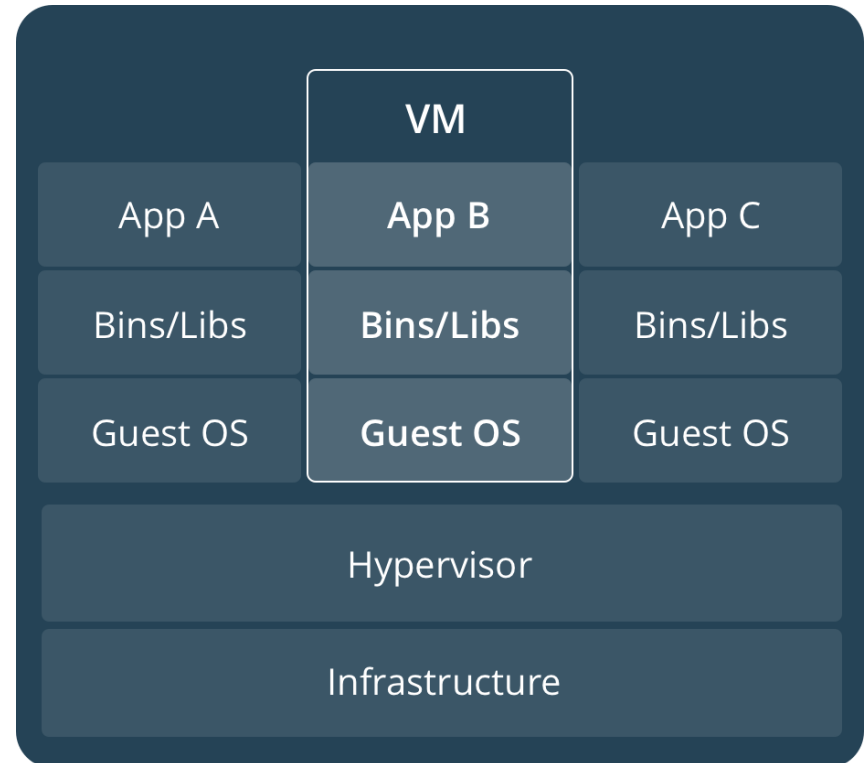 VM
App A
App B
App C
Bins/Libs
Bins/Libs
Bins/Libs
Guest OS
Guest OS
Guest OS
Hypervisor
Infrastructure